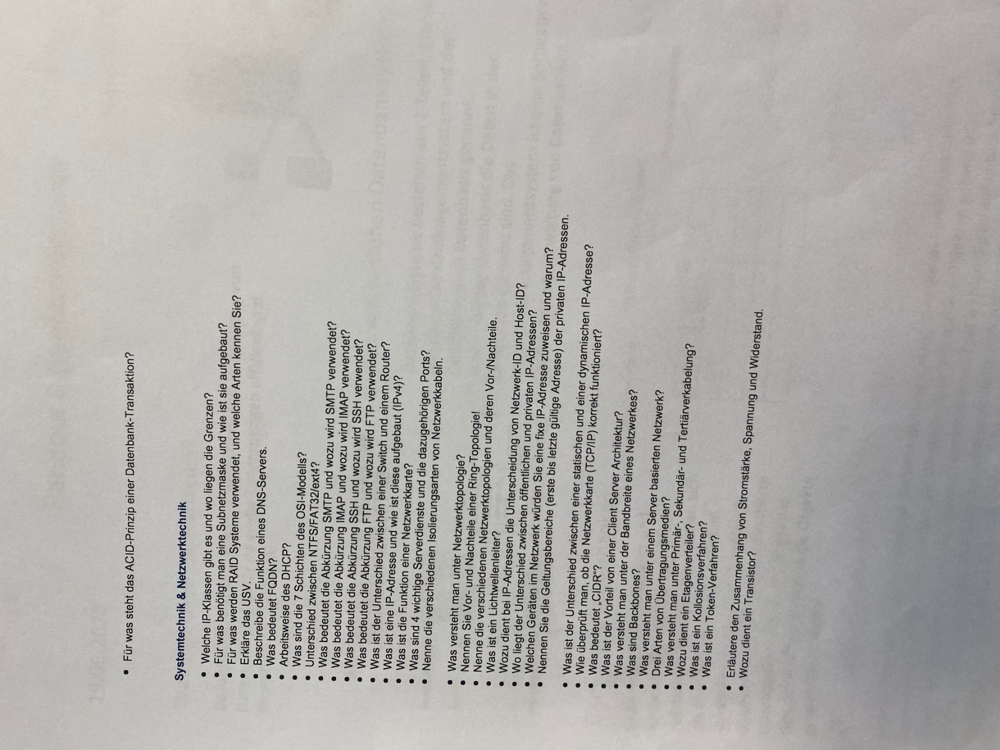 • Für was steht das ACID-Prinzip einer Datenbank-Transaktion?
Systemtechnik & Netzwerktechnik
• Welche IP-Klassen gibt es und wo liegen die Grenzen?
• Für was benötigt man eine Subnetzmaske und wie ist sie aufgebaut?
• Für was werden RAID Systeme verwendet, und welche Arten kennen Sie?
• Erkläre das USV.
• Beschreibe die Funktion eines DNS-Servers.
• Was bedeutet FQDN?
• Arbeitsweise des DHCP?
• Was sind die 7 Schichten des OSI-Modells?
• Unterschied zwischen NTFS/FAT32/ext4?
• Was bedeutet die Abkürzung SMTP und wozu wird SMTP verwendet?
• Was bedeutet die Abkürzung IMAP und wozu wird IMAP verwendet?
• Was bedeutet die Abkürzung SSH und wozu wird SSH verwendet?
• Was bedeutet die Abkürzung FTP und wozu wird FTP verwendet?
• Was ist der Unterschied zwischen einer Switch und einem Router?
• Was ist eine IP-Adresse und wie ist diese aufgebaut (IPv4)?
• Was ist die Funktion einer Netzwerkkarte?
• Was sind 4 wichtige Serverdienste und die dazugehörigen Ports?
• Nenne die verschiedenen Isolierungsarten von Netzwerkkabeln.
• Was versteht man unter Netzwerktopologie?
• Nennen Sie Vor- und Nachteile einer Ring-Topologie!
• Nenne die verschiedenen Netzwerktopologien und deren Vor-/Nachteile.
• Was ist ein Lichtwellenleiter?
• Wozu dient bei IP-Adressen die Unterscheidung von Netzwerk-ID und Host-ID?
• Wo liegt der Unterschied zwischen öffentlichen und privaten IP-Adressen?
• Welchen Geräten im Netzwerk würden Sie eine fixe IP-Adresse zuweisen und warum?
• Nennen Sie die Geltungsbereiche (erste bis letzte gültige Adresse) der privaten IP-Adressen.
• Was ist der Unterschied zwischen einer statischen und einer dynamischen IP-Adresse?
• Wie überprüft man, ob die Netzwerkkarte (TCP/IP) korrekt funktioniert?
• Was bedeutet „CIDR“?
• Was ist der Vorteil von einer Client Server Architektur?
• Was versteht man unter der Bandbreite eines Netzwerkes?
• Was sind Backbones?
• Was versteht man unter einem Server basierten Netzwerk?
• Drei Arten von Übertragungsmedien?
• Was versteht man unter Primär-, Sekundär- und Tertiärverkabelung?
• Wozu dient ein Etagenverteiler?
• Was ist ein Kollosionsverfahren?
• Was ist ein Token-Verfahren?
• Erläutere den Zusammenhang von Stromstärke, Spannung und Widerstand.
• Wozu dient ein Transistor?